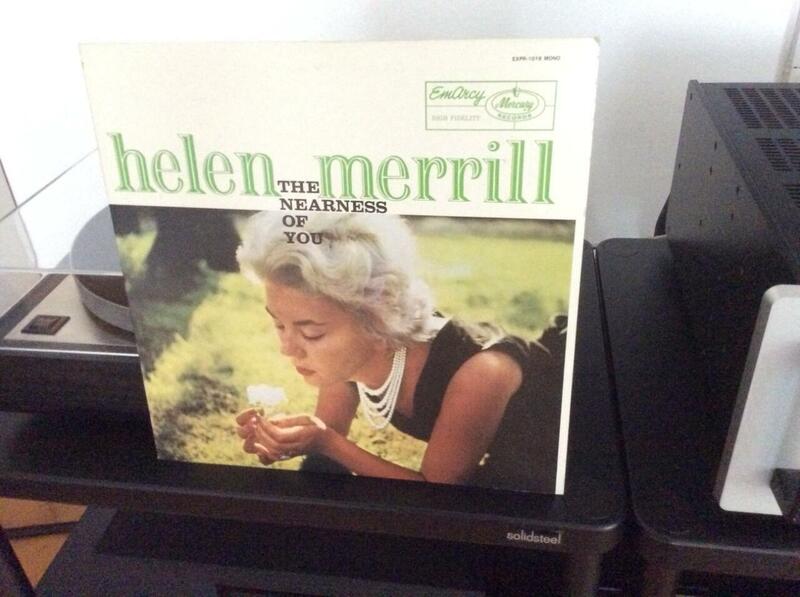 EXPR-1018 MONO
EmArcy Mercury
HIGH FIDELITY RECORDS
helen merrill
THE
NEARNESS
OF
YOU
solidsteel